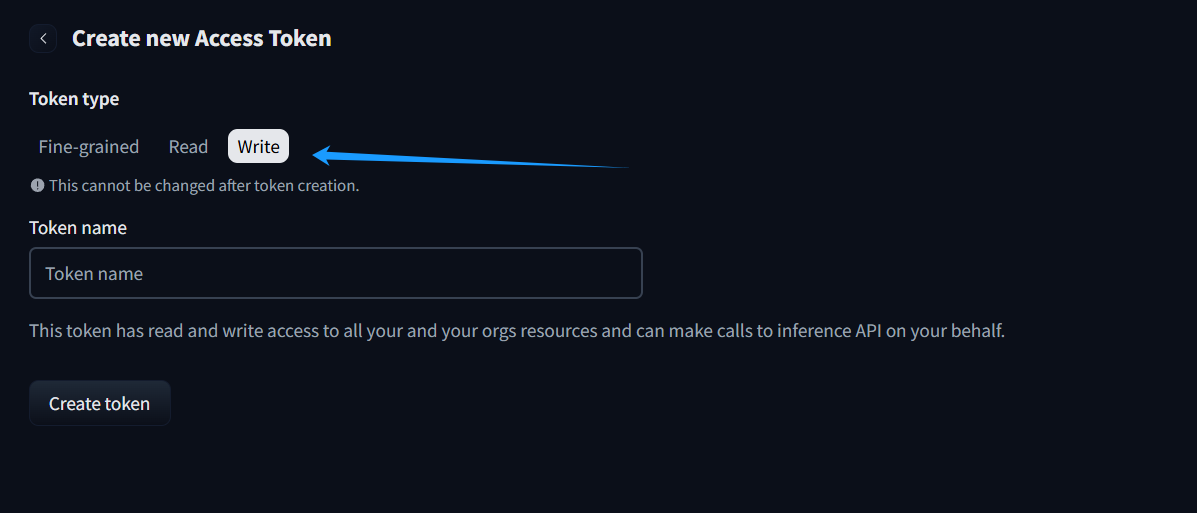 Create new Access Token
Token type
Fine-grained Read Write
This cannot be changed after token creation.
Token name
Token name
This token has read and write access to all your and your orgs resources and can make calls to inference API on your behalf.
Create token